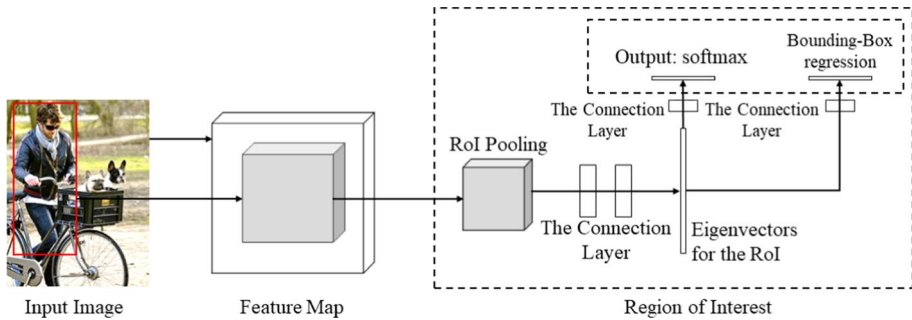 Output: softmax
Bounding-Box
regression
The Connection
Layer
The Connection
Layer
RoI Pooling
The Connection
Layer
Eigenvectors
for the RoI
Input Image
Feature Map
Region of Interest